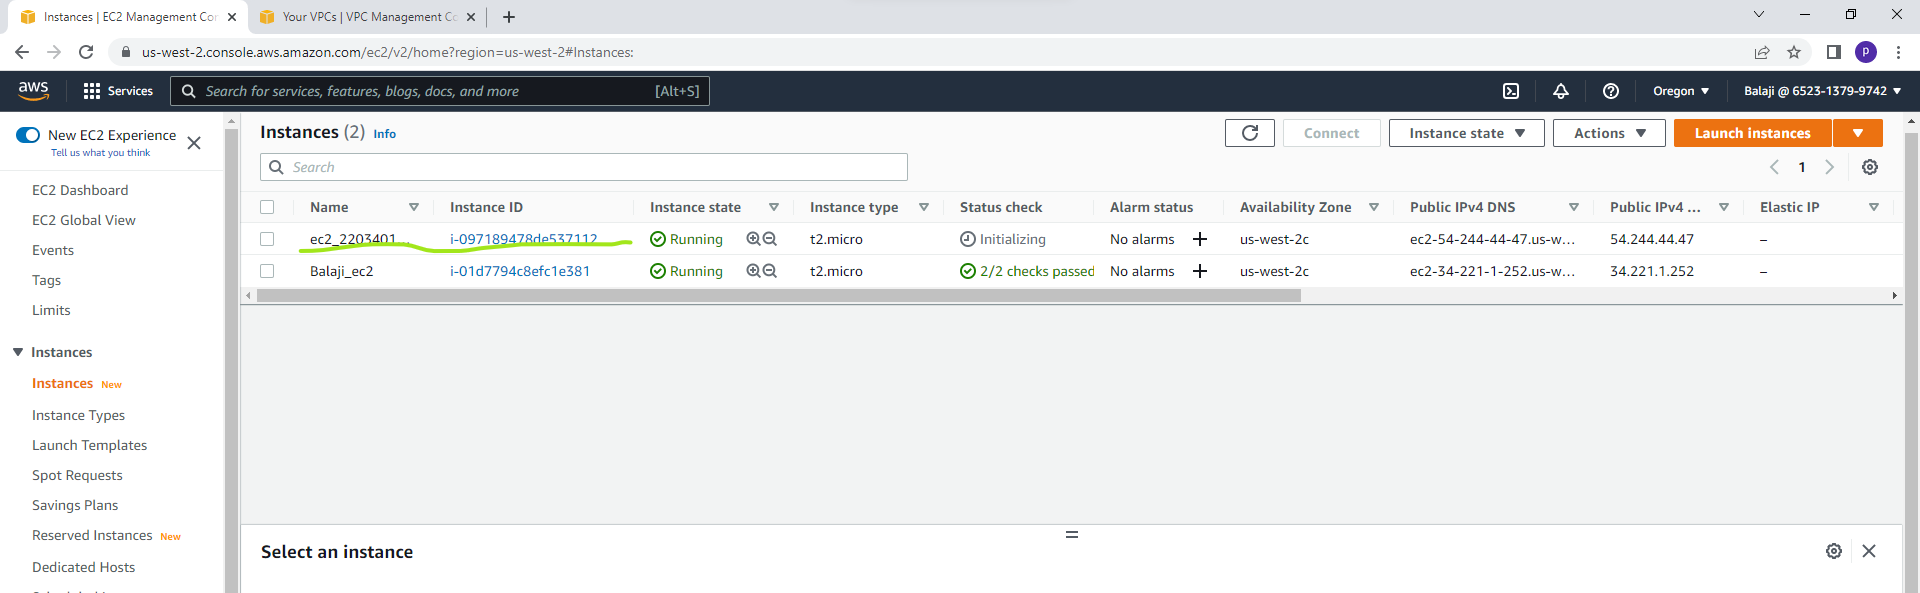 Instances | EC2 Management Con
Your VPCs | VPC Management Co
us-west-2.console.aws.amazon.com/ec2/v2/home?region=us-west-2#Instances:
P
aws Services Search for services, features, blogs, docs, and more [Alt+S] Oregon Balaji @ 6523-1379-9742
New EC2 Experience
Tell us what you think
EC2 Dashboard
EC2 Global View
Events
Tags
Limits
Instances
Instances New
Instance Types
Launch Templates
Spot Requests
Savings Plans
Reserved Instances New
Dedicated Hosts
Instances (2) Info
Connect Instance state Actions Launch instances
Search
1
Name Instance ID Instance state Instance type Status check Alarm status Availability Zone Public IPv4 DNS Public IPv4 ... Elastic IP
ec2_2203401... i-097189478de537112 Running t2.micro Initializing No alarms + us-west-2c ec2-54-244-44-47.us-w... 54.244.44.47 –
Balaji_ec2 i-01d7794c8efc1e381 Running t2.micro 2/2 checks passed No alarms + us-west-2c ec2-34-221-1-252.us-w... 34.221.1.252 –
Select an instance